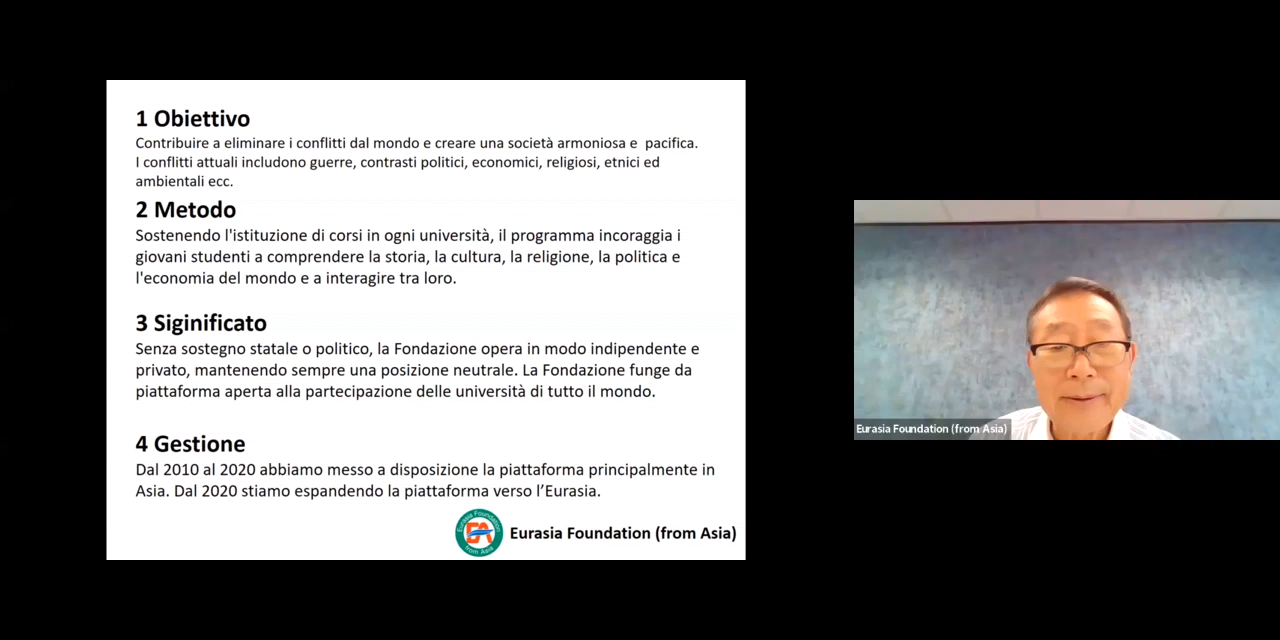 1 Obiettivo
Contribuire a eliminare i conflitti dal mondo e creare una società armoniosa e  pacifica.
I conflitti attuali includono guerre, contrasti politici, economici, religiosi, etnici ed
ambientali ecc.
2 Metodo
Sostenendo l'istituzione di corsi in ogni università, il programma incoraggia i
giovani studenti a comprendere la storia, la cultura, la religione, la politica e
l'economia del mondo e a interagire tra loro.
3 Siginificato
Senza sostegno statale o politico, la Fondazione opera in modo indipendente e
privato, mantenendo sempre una posizione neutrale. La Fondazione funge da
piattaforma aperta alla partecipazione delle università di tutto il mondo.
4 Gestione
Dal 2010 al 2020 abbiamo messo a disposizione la piattaforma principalmente in
Asia. Dal 2020 stiamo espandendo la piattaforma verso l’Eurasia.
Eurasia Foundation
EA
from Asia
Eurasia Foundation (from Asia)
Eurasia Foundation (from Asia)